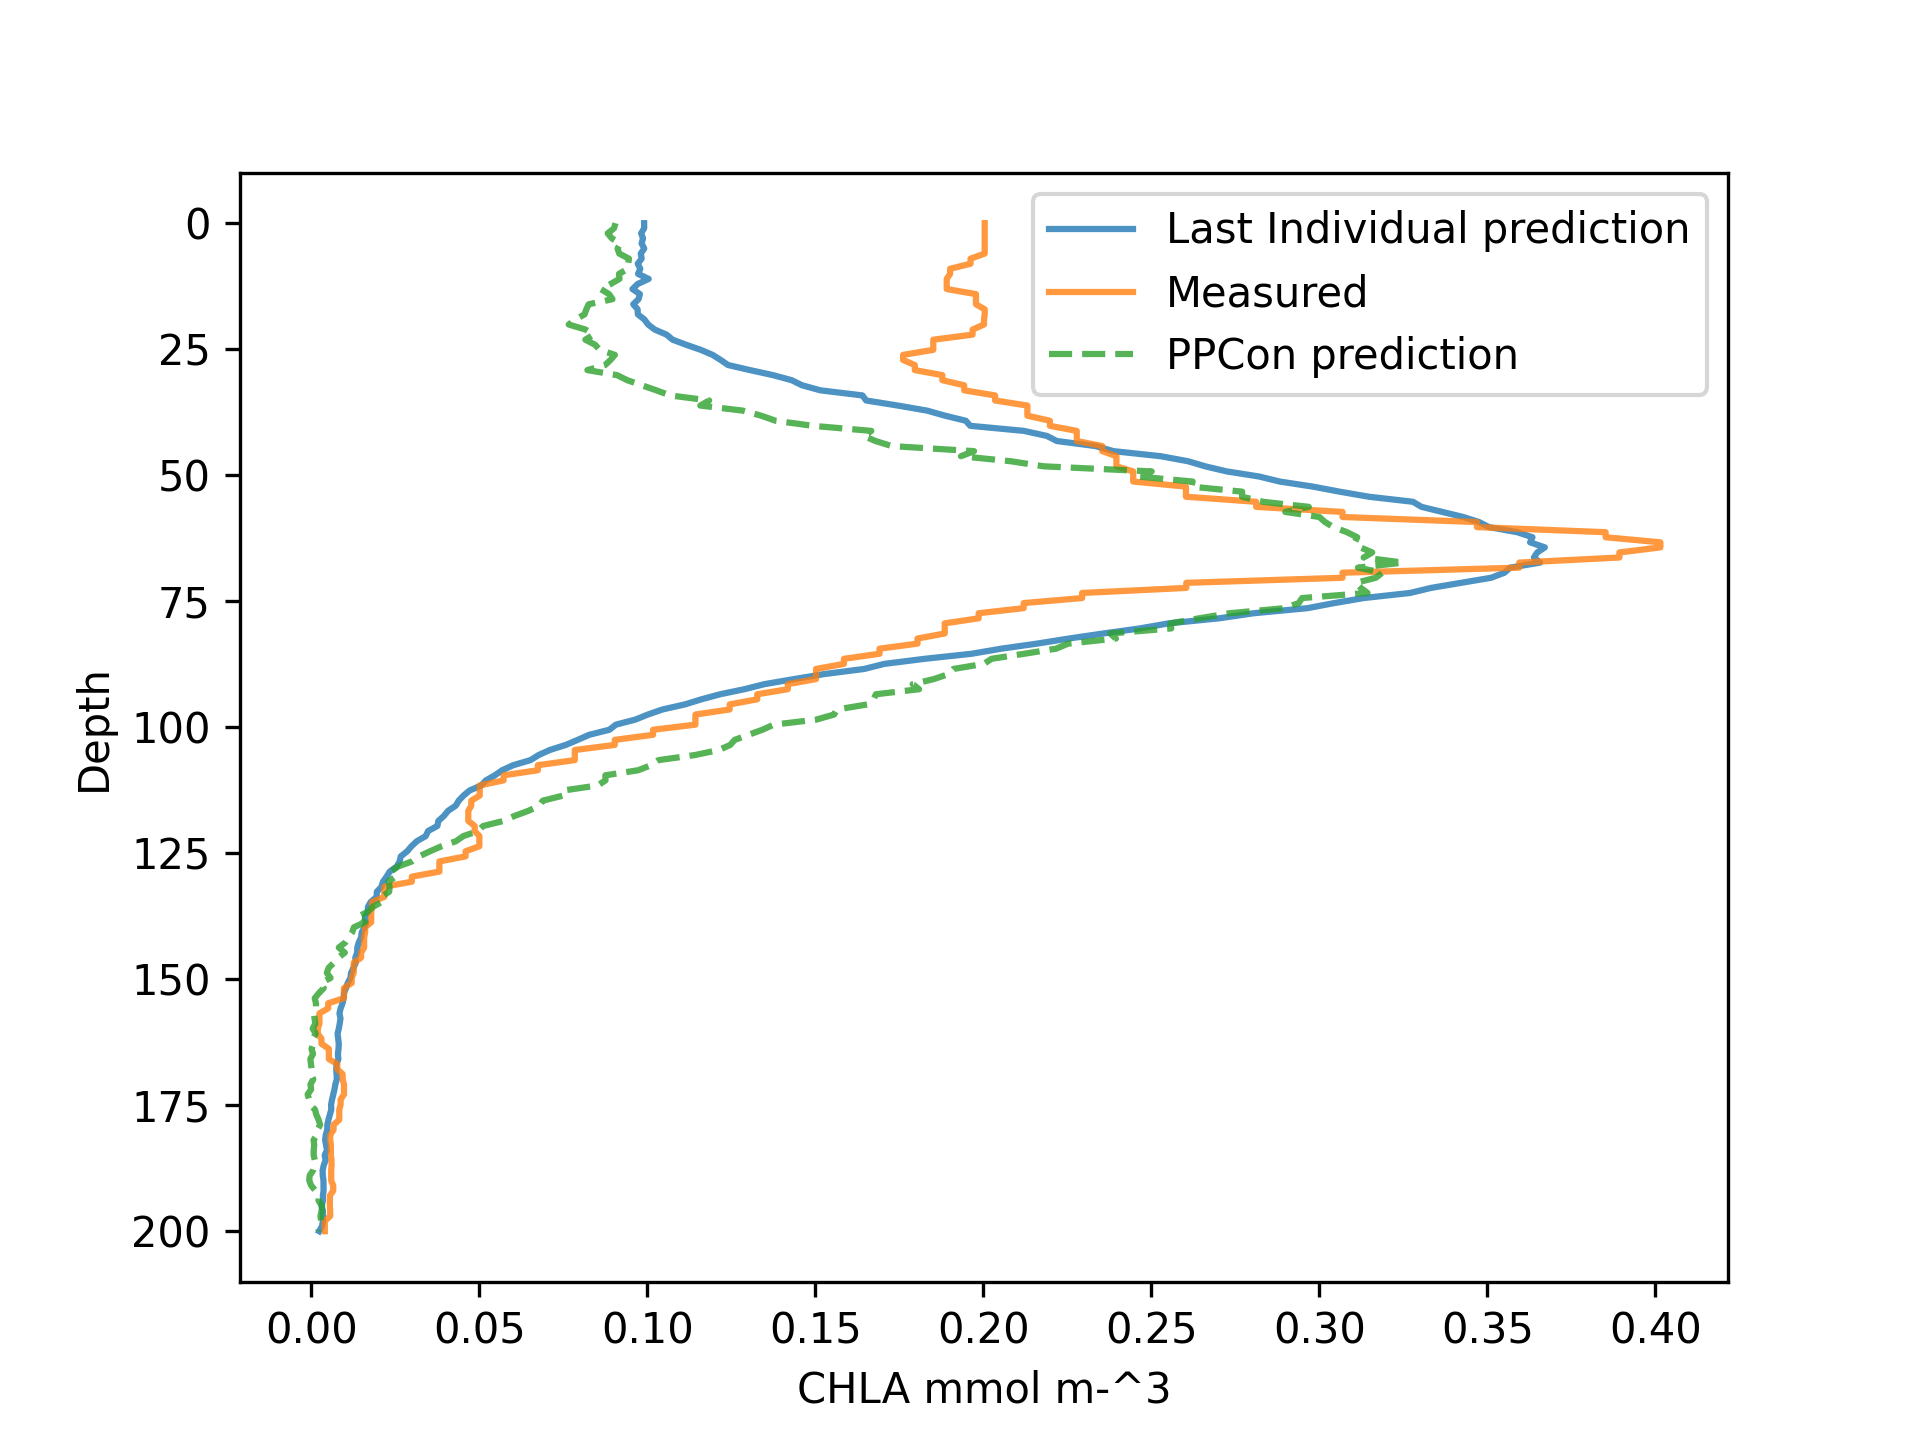 Last Individual prediction
Measured
PPCon prediction
0
25
50
75
100
125
150
175
200
Depth
0.00 0.05 0.10 0.15 0.20 0.25 0.30 0.35 0.40
CHLA mmol m-^3